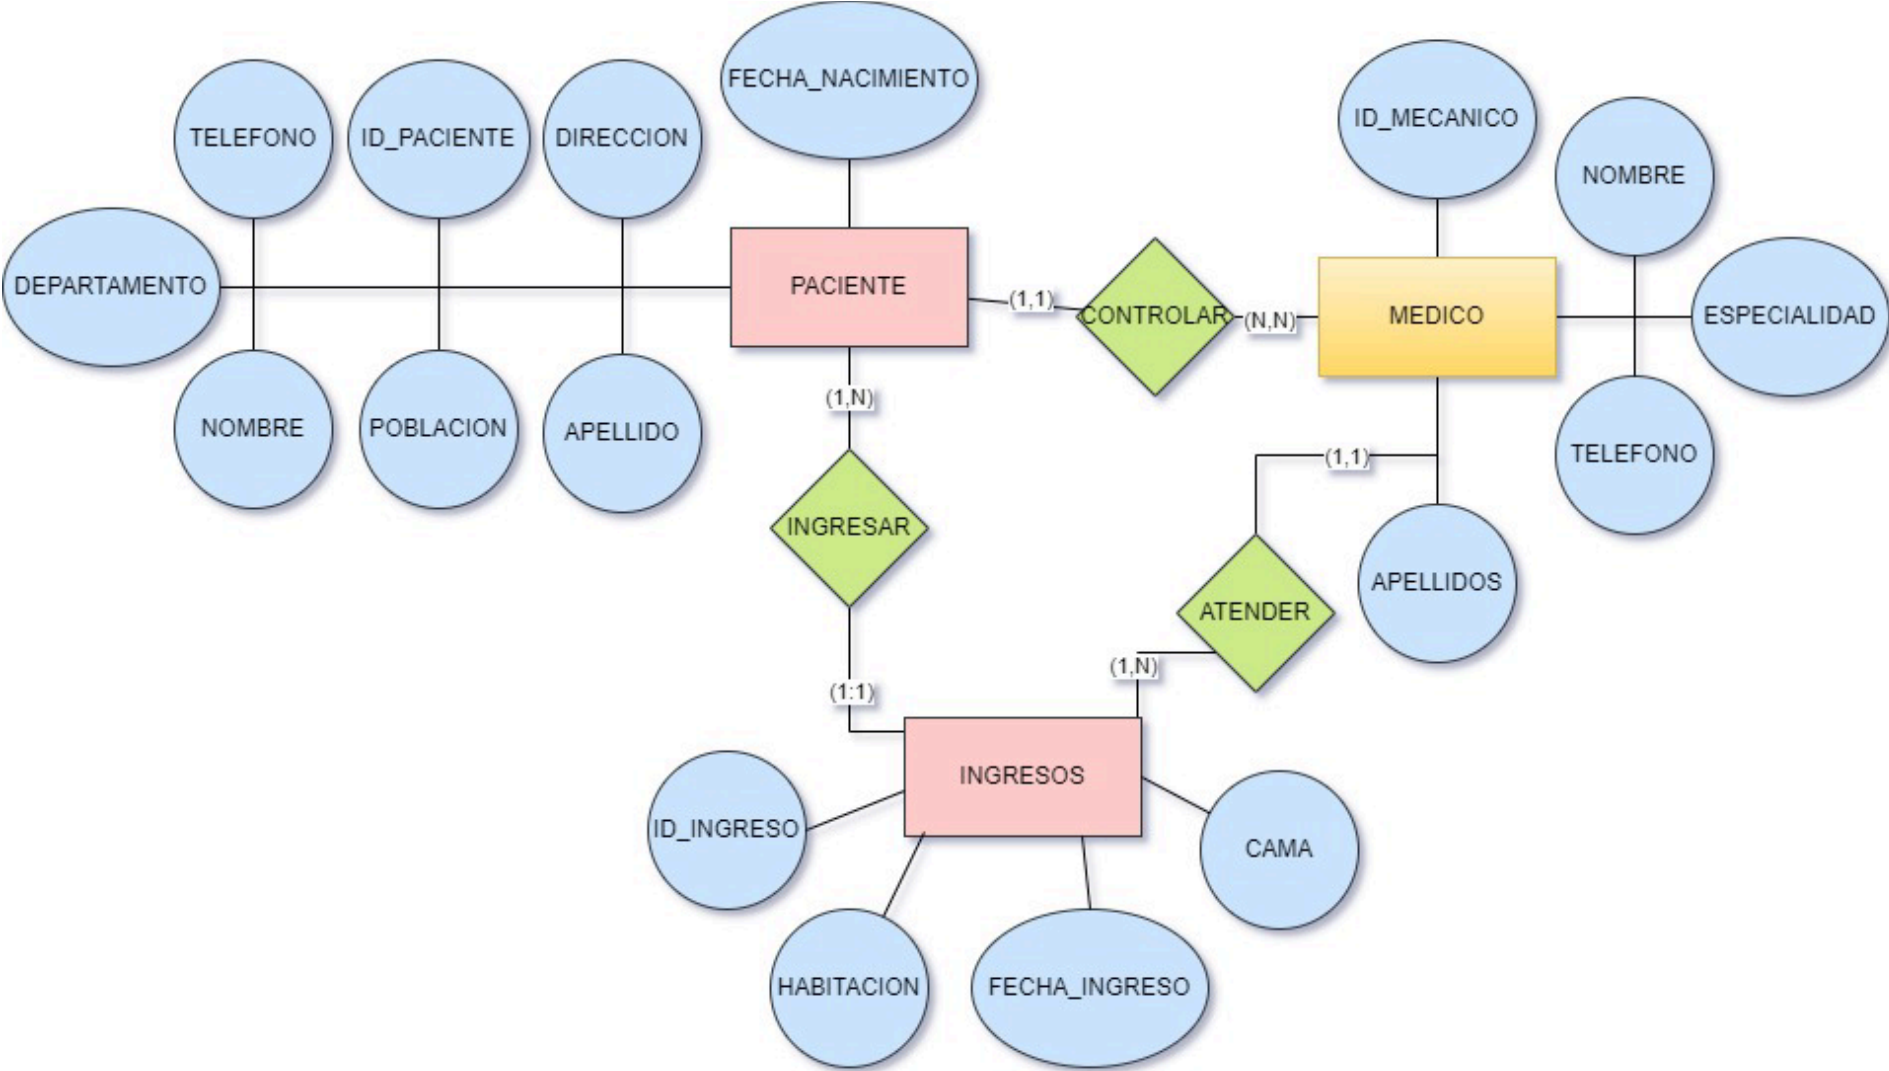 FECHA_NACIMIENTO
TELEFONO
ID_PACIENTE
DIRECCION
ID_MECANICO
NOMBRE
DEPARTAMENTO
PACIENTE
(1,1)
CONTROLAR
(N,N)
MEDICO
ESPECIALIDAD
NOMBRE
POBLACION
APELLIDO
(1,N)
(1,1)
TELEFONO
INGRESAR
ATENDER
APELLIDOS
(1:1)
(1,N)
INGRESOS
ID_INGRESO
CAMA
HABITACION
FECHA_INGRESO